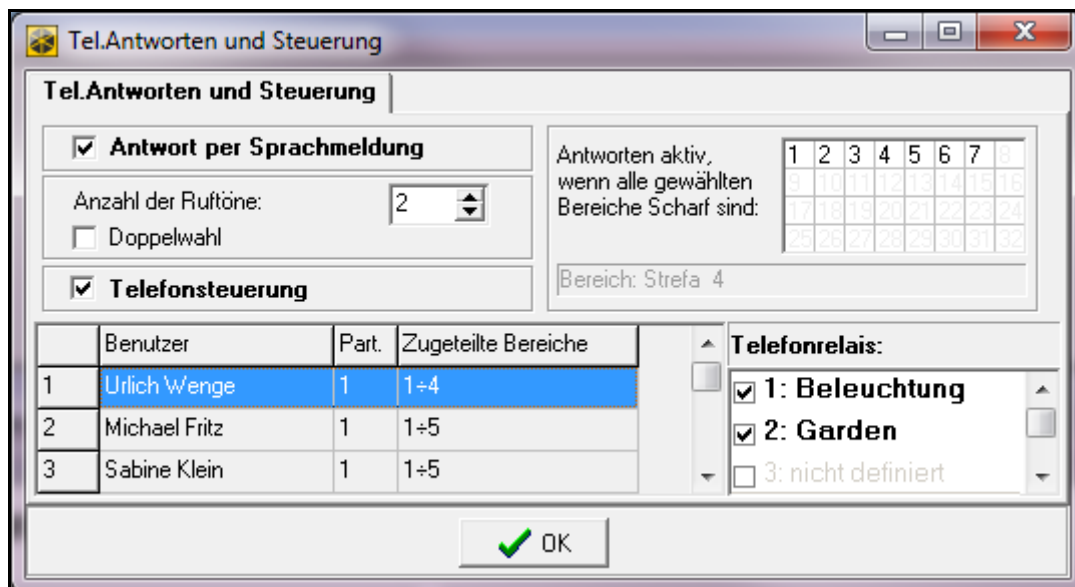 Tel.Antworten und Steuerung
Tel.Antworten und Steuerung
Antwort per Sprachmeldung
Anzahl der Ruftöne: 2
Doppelwahl
Telefonsteuerung
Antworten aktiv,
wenn alle gewählten
Bereiche Scharf sind:
1 2 3 4 5 6 7 8
9 10 11 12 13 14 15 16
17 18 19 20 21 22 23 24
25 26 27 28 29 30 31 32
Bereich: Strefa 4
Benutzer Part. Zugeteilte Bereiche
1 Urlich Wenge 1 1÷4
2 Michael Fritz 1 1÷5
3 Sabine Klein 1 1÷5
Telefonrelais:
1: Beleuchtung
2: Garden
3: nicht definiert
OK